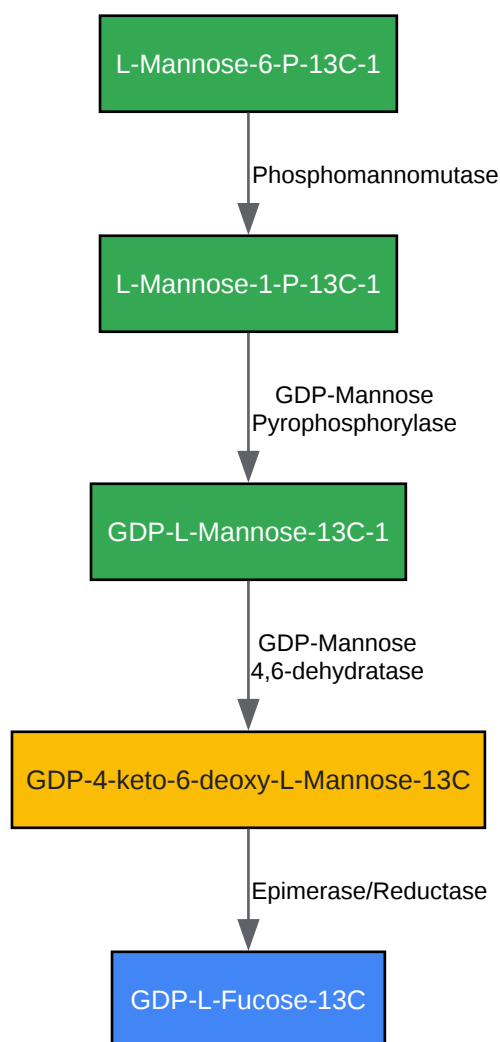 L-Mannose-6-P-13C-1
Phosphomannomutase
L-Mannose-1-P-13C-1
GDP-Mannose
Pyrophosphorylase
GDP-L-Mannose-13C-1
GDP-Mannose
4,6-dehydratase
GDP-4-keto-6-deoxy-L-Mannose-13C
Epimerase/Reductase
GDP-L-Fucose-13C